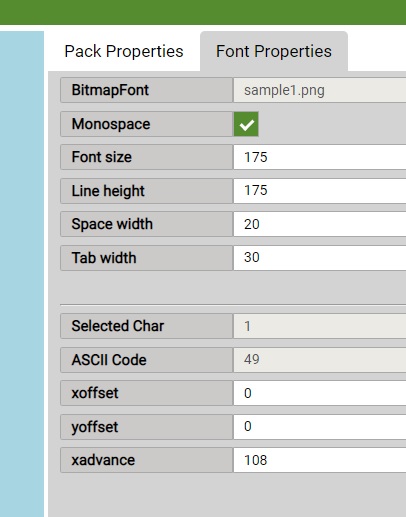 Pack Properties Font Properties
BitmapFont sample1.png
Monospace
Font size 175
Line height 175
Space width 20
Tab width 30
Selected Char 1
ASCII Code 49
xoffset 0
yoffset 0
xadvance 108